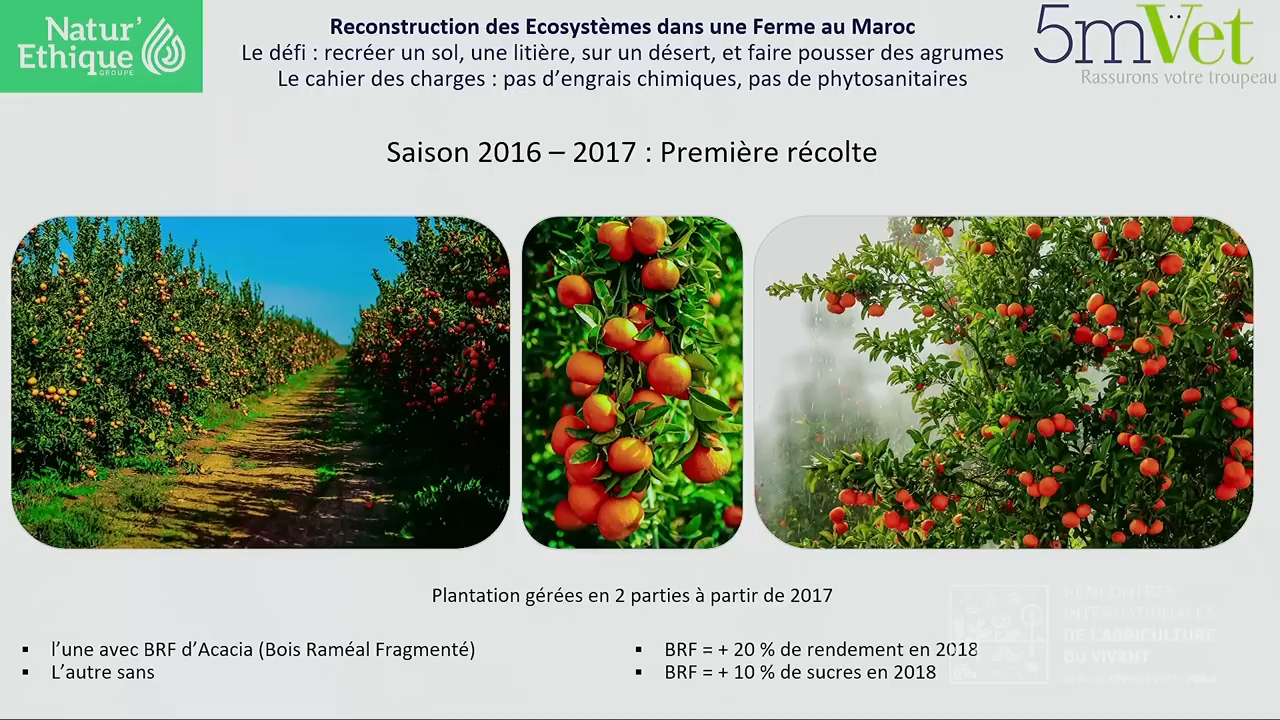 Natur'
Ethique
GROUPE
Reconstruction des Ecosystèmes dans une Ferme au Maroc
Le défi : recréer un sol, une litière, sur un désert, et faire pousser des agrumes
Le cahier des charges : pas d'engrais chimiques, pas de phytosanitaires
5mVet
Rassurons votre troupeau
Saison 2016 – 2017 : Première récolte
Plantation gérées en 2 parties à partir de 2017
▪ l'une avec BRF d'Acacia (Bois Raméal Fragmenté)
▪ L'autre sans
▪ BRF = + 20 % de rendement en 2018
▪ BRF = + 10 % de sucres en 2018
RENCONTRES
INTERNATIONALES
DE L'AGRICULTURE
DU VIVANT